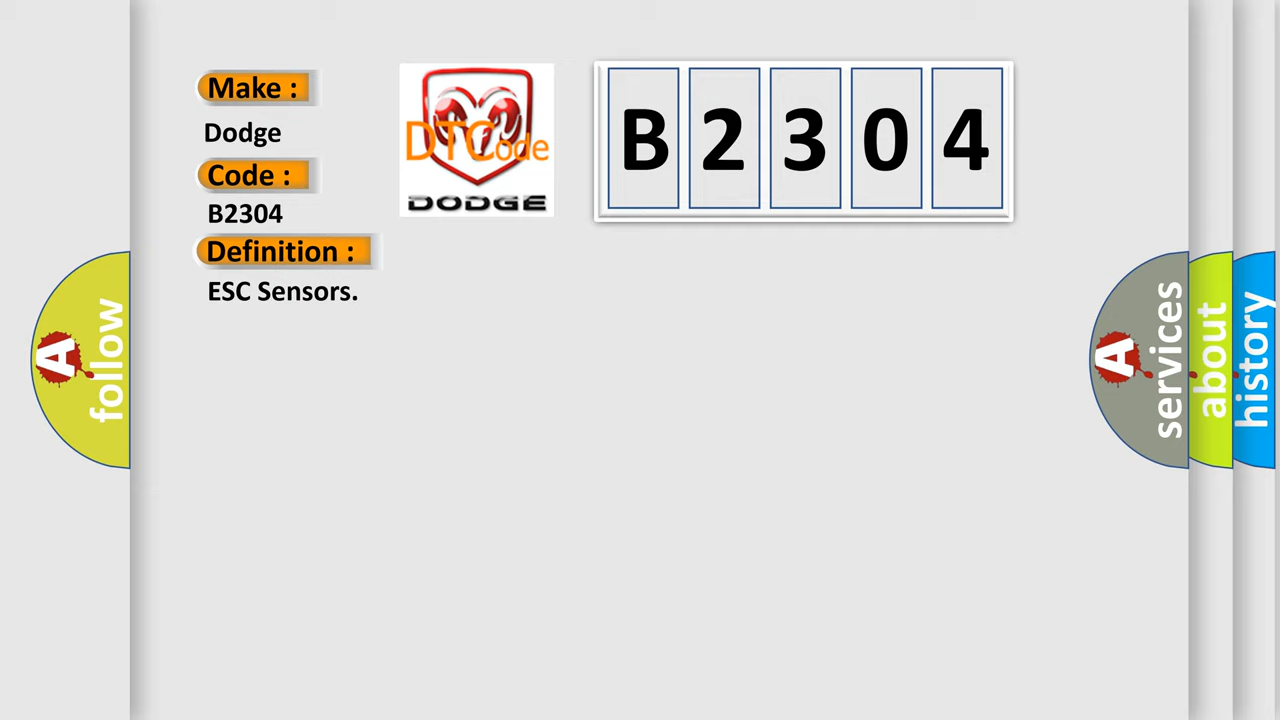 Make :
Dodge
Code :
B2304
Definition :
ESC Sensors.
DTCode
DODGE
B 2 3 0 4
A follow
A services
about
history